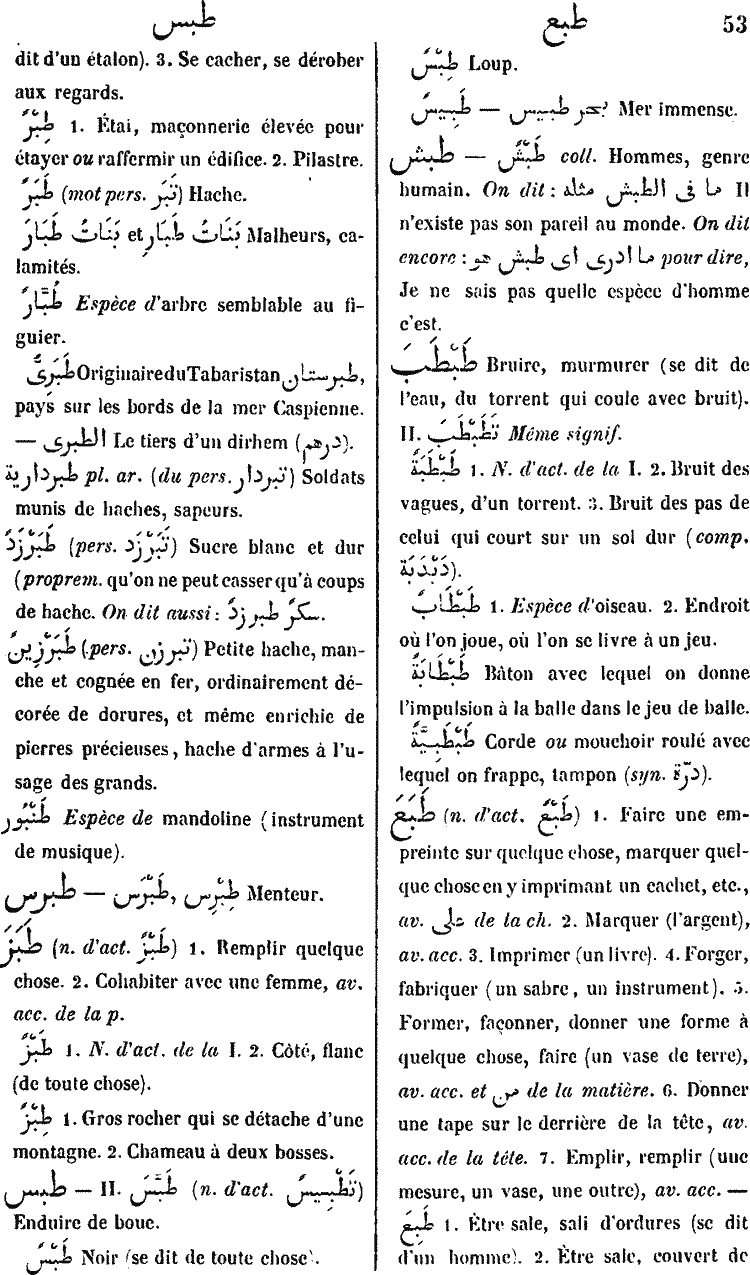 طبس
طبع
53
dit d'un étalon). 3. Se cacher, se dérober
aux regards.
طِبْرٌ 1. Étai, maçonnerie élevée pour
étayer ou raffermir un édifice. 2. Pilastre.
طَبَرٌ (mot pers. تَبَر) Hache.
بَنَاتُ طَبَارِ et بَنَاتُ طَبَارَ Malheurs, ca-
lamités.
طُبَّارٌ Espèce d'arbre semblable au fi-
guier.
طَبَرِىٌّ Originaire du Tabaristan طبرستان,
pays sur les bords de la mer Caspienne.
— الطبرى Le tiers d'un dirhem (درهم).
طبردارية pl. ar. (du pers. تبردار) Soldats
munis de haches, sapeurs.
طَبَرْزَدٌ (pers. تَبَرْزَد) Sucre blanc et dur
(proprem. qu'on ne peut casser qu'à coups
de hache. On dit aussi: سكرٌ طبرزدٌ.
طَبَرْزِينٌ (pers. تبرزن) Petite hache, man-
che et cognée en fer, ordinairement dé-
corée de dorures, et même enrichie de
pierres précieuses, hache d'armes à l'u-
sage des grands.
طَنْبُور Espèce de mandoline (instrument
de musique).
طبرس — طَبْرَس, طِبْرِس Menteur.
طَبَزَ (n. d'act. طَبْزٌ) 1. Remplir quelque
chose. 2. Cohabiter avec une femme, av.
acc. de la p.
طَبْزٌ 1. N. d'act. de la I. 2. Côté, flanc
(de toute chose).
طِبْزٌ 1. Gros rocher qui se détache d'une
montagne. 2. Chameau à deux bosses.
طبس — II. طَبَّسَ (n. d'act. تَطْبِيسٌ)
Enduire de boue.
طَبْسٌ Noir (se dit de toute chose).
طِبْسٌ Loup.
طَبِيسٌ — بحر طبيس Mer immense.
طبش — طَبْشٌ coll. Hommes, genre
humain. On dit: ما فى الطبش مثله Il
n'existe pas son pareil au monde. On dit
encore: ما ادرى اى طبش هو pour dire,
Je ne sais pas quelle espèce d'homme
c'est.
طَبْطَبَ Bruire, murmurer (se dit de
l'eau, du torrent qui coule avec bruit).
II. تَطَبْطَبَ Même signif.
طَبْطَبَةٌ 1. N. d'act. de la I. 2. Bruit des
vagues, d'un torrent. 3. Bruit des pas de
celui qui court sur un sol dur (comp.
دَبْدَبَة).
طَبْطَابٌ 1. Espèce d'oiseau. 2. Endroit
où l'on joue, où l'on se livre à un jeu.
طَبْطَابَةٌ Bâton avec lequel on donne
l'impulsion à la balle dans le jeu de balle.
طَبْطَبِيَّةٌ Corde ou mouchoir roulé avec
lequel on frappe, tampon (syn. دِرَّة).
طَبَعَ (n. d'act. طَبْعٌ) 1. Faire une em-
preinte sur quelque chose, marquer quel-
que chose en y imprimant un cachet, etc.,
av. على de la ch. 2. Marquer (l'argent),
av. acc. 3. Imprimer (un livre). 4. Forger,
fabriquer (un sabre, un instrument). 5.
Former, façonner, donner une forme à
quelque chose, faire (un vase de terre),
av. acc. et من de la matière. 6. Donner
une tape sur le derrière de la tête, av.
acc. de la tête. 7. Emplir, remplir (une
mesure, un vase, une outre), av. acc. —
طَبِعَ 1. Être sale, sali d'ordures (se dit
d'un homme). 2. Être sale, couvert de